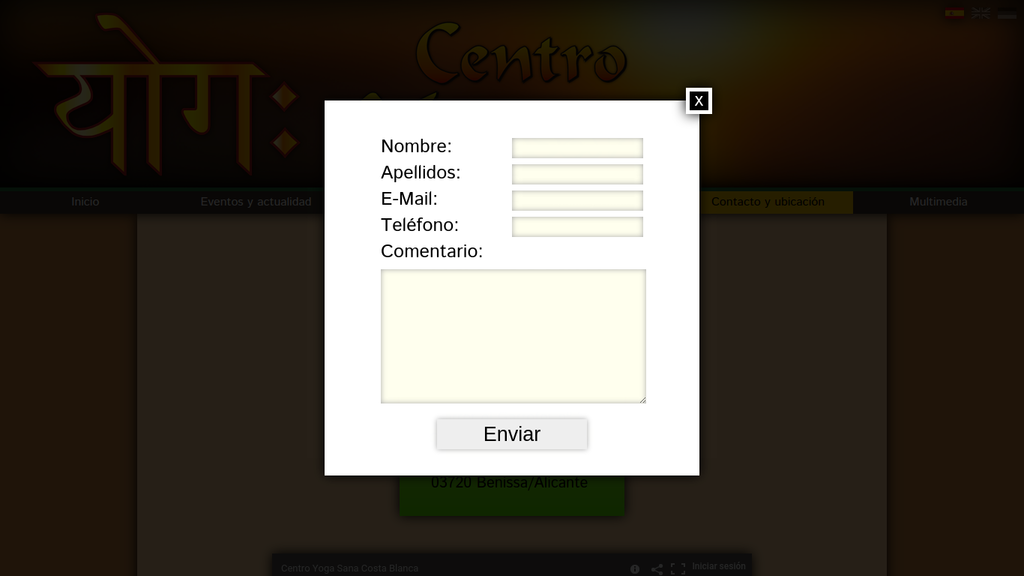 योगः
Centro
Inicio
Eventos y actualidad
Contacto y ubicación
Multimedia
X
Nombre:
Apellidos:
E-Mail:
Teléfono:
Comentario:
Enviar
03720 Benissa/Alicante
Centro Yoga Sana Costa Blanca
Iniciar sesión